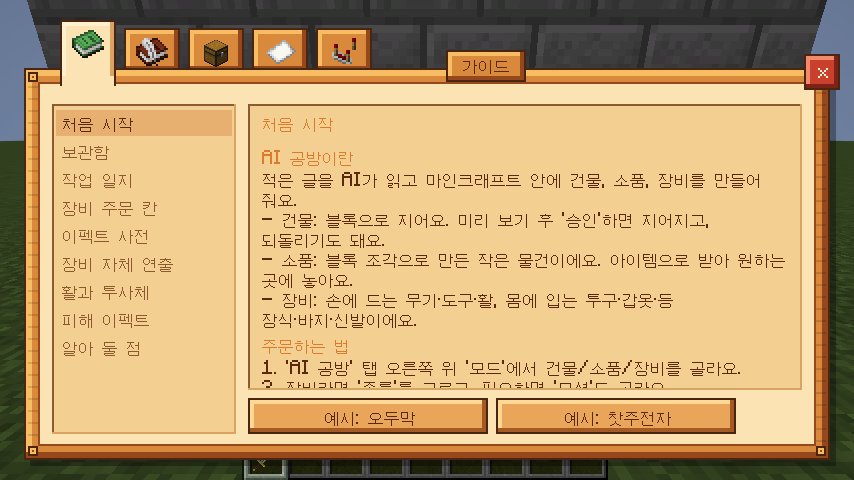 가이드
처음 시작
보관함
작업 일지
장비 주문 칸
이펙트 사전
장비 자체 연출
활과 투사체
피해 이펙트
알아 둘 점
처음 시작
AI 공방이란
적은 글을 AI가 읽고 마인크래프트 안에 건물, 소품, 장비를 만들어
줘요.
- 건물: 블록으로 지어요. 미리 보기 후 '승인'하면 지어지고,
되돌리기도 돼요.
- 소품: 블록 조각으로 만든 작은 물건이에요. 아이템으로 받아 원하는
곳에 놓아요.
- 장비: 손에 드는 무기·도구·활, 몸에 입는 투구·갑옷·등
장식·바지·신발이에요.
주문하는 법
1. 'AI 공방' 탭 오른쪽 위 '모드'에서 건물/소품/장비를 골라요.
예시: 오두막
예시: 찻주전자